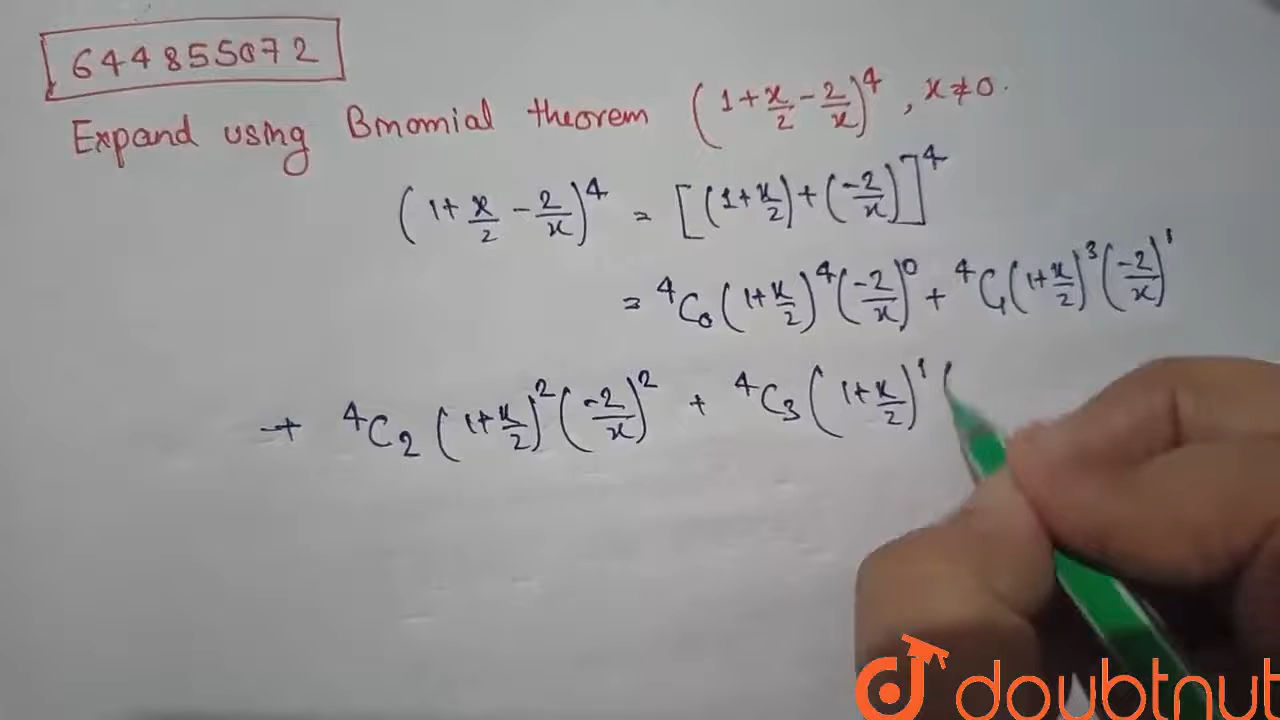 644855072
Expand using Binomial theorem (1+x/2-2/x)^4, x≠0.
(1+x/2-2/x)^4 = [(1+x/2)+(-2/x)]^4
= ⁴C₀(1+x/2)^4(-2/x)^0 + ⁴C₁(1+x/2)^3(-2/x)^1
+ ⁴C₂(1+x/2)^2(-2/x)^2 + ⁴C₃(1+x/2)^1(
doubtnut